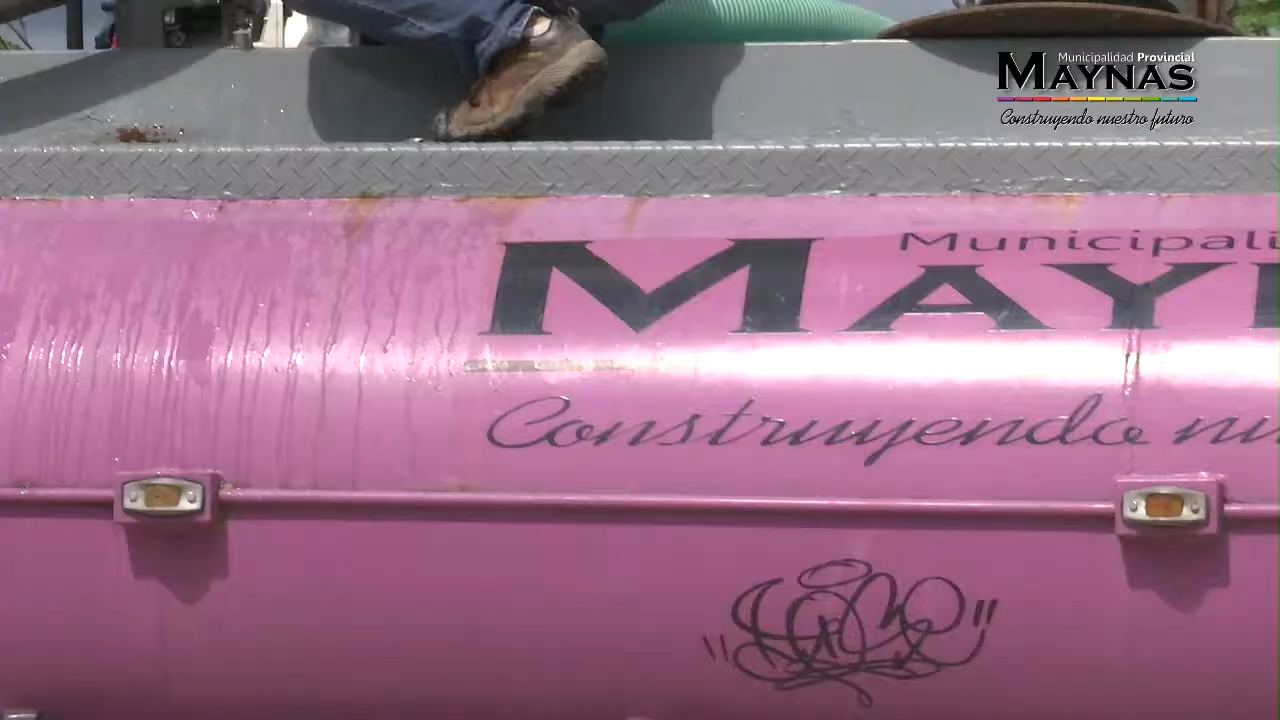 Municipalidad Provincial
MAYNAS
Construyendo nuestro futuro
Municipali
MAY
Construyendo nu